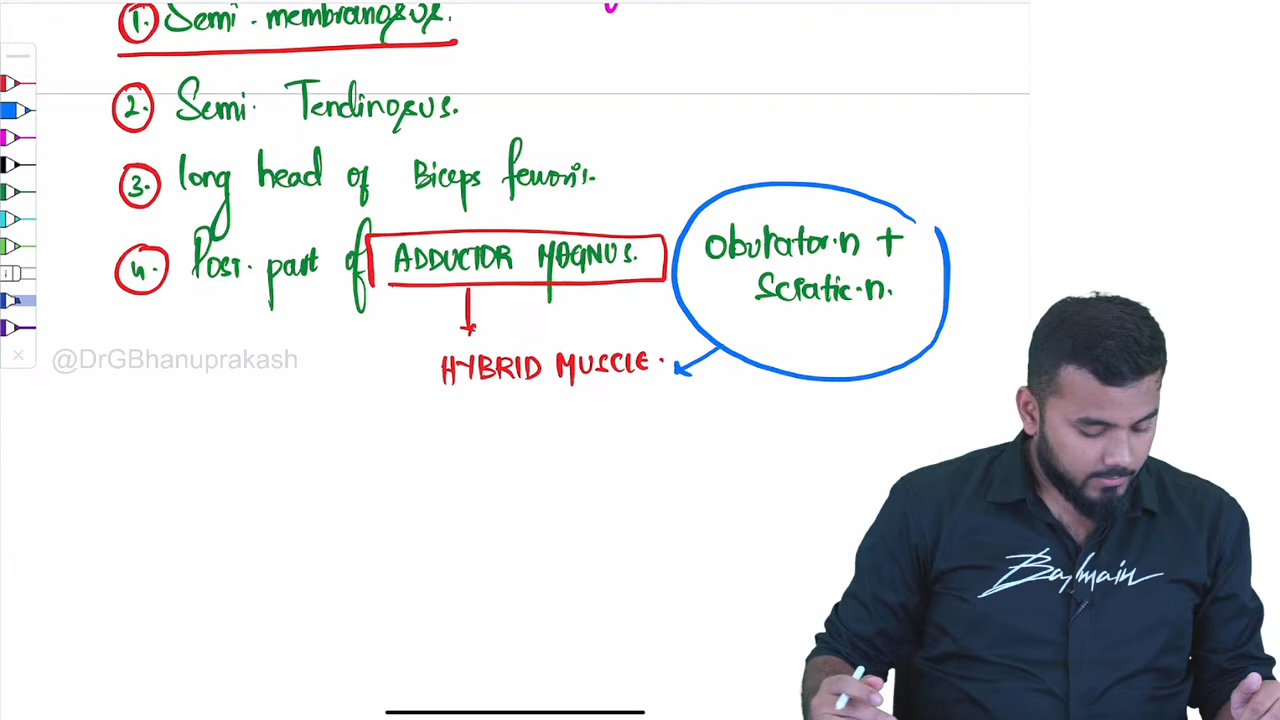 1. Semi-membranosus.
2. Semi-Tendinosus.
3. long head of Biceps femoris.
4. Post. part of ADDUCTOR MAGNUS.
Obturator.n +
Sciatic.n.
HYBRID MUSCLE.
@DrGBhanuprakash
Balmain